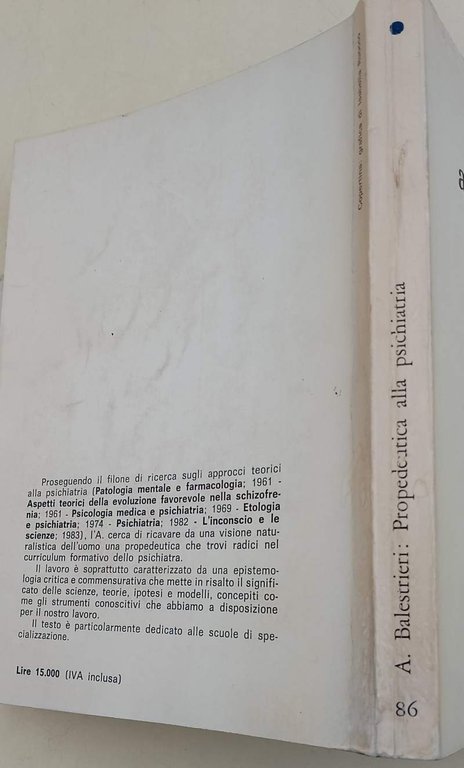 Proseguendo il filone di ricerca sugli approcci teorici
alla psichiatria (Patologia mentale e farmacologia; 1961 -
Aspetti teorici della evoluzione favorevole nella schizofre-
nia; 1961 - Psicologia medica e psichiatria; 1969 - Etologia
e psichiatria; 1974 - Psichiatria; 1982 - L'inconscio e le
scienze; 1983), l'A. cerca di ricavare da una visione natu-
ralistica dell'uomo una propedeutica che trovi radici nel
curriculum formativo dello psichiatra.
Il lavoro è soprattutto caratterizzato da una epistemo-
logia critica e commensurativa che mette in risalto il signifi-
cato delle scienze, teorie, ipotesi e modelli, concepiti co-
me gli strumenti conoscitivi che abbiamo a disposizione
per il nostro lavoro.
Il testo è particolarmente dedicato alle scuole di spe-
cializzazione.
Lire 15.000 (IVA inclusa)
Copertina: grafica di
A. Balestrieri: Propedeutica alla psichiatria
86